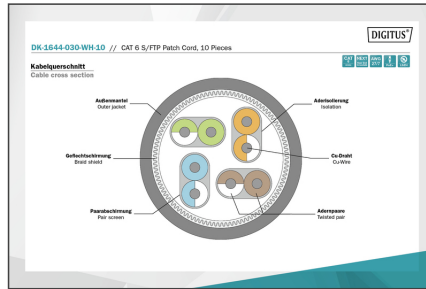 DIGITUS®
DK-1644-030-WH-10 // CAT 6 S/FTP Patch Cord, 10 Pieces
Kabelquerschnitt
Cable cross section
Außenmantel
Outer jacket
Aderisolierung
Isolation
Geflechtschirmung
Braid shield
Cu-Draht
Cu-Wire
Paarabschirmung
Pair screen
Adernpaare
Twisted pair